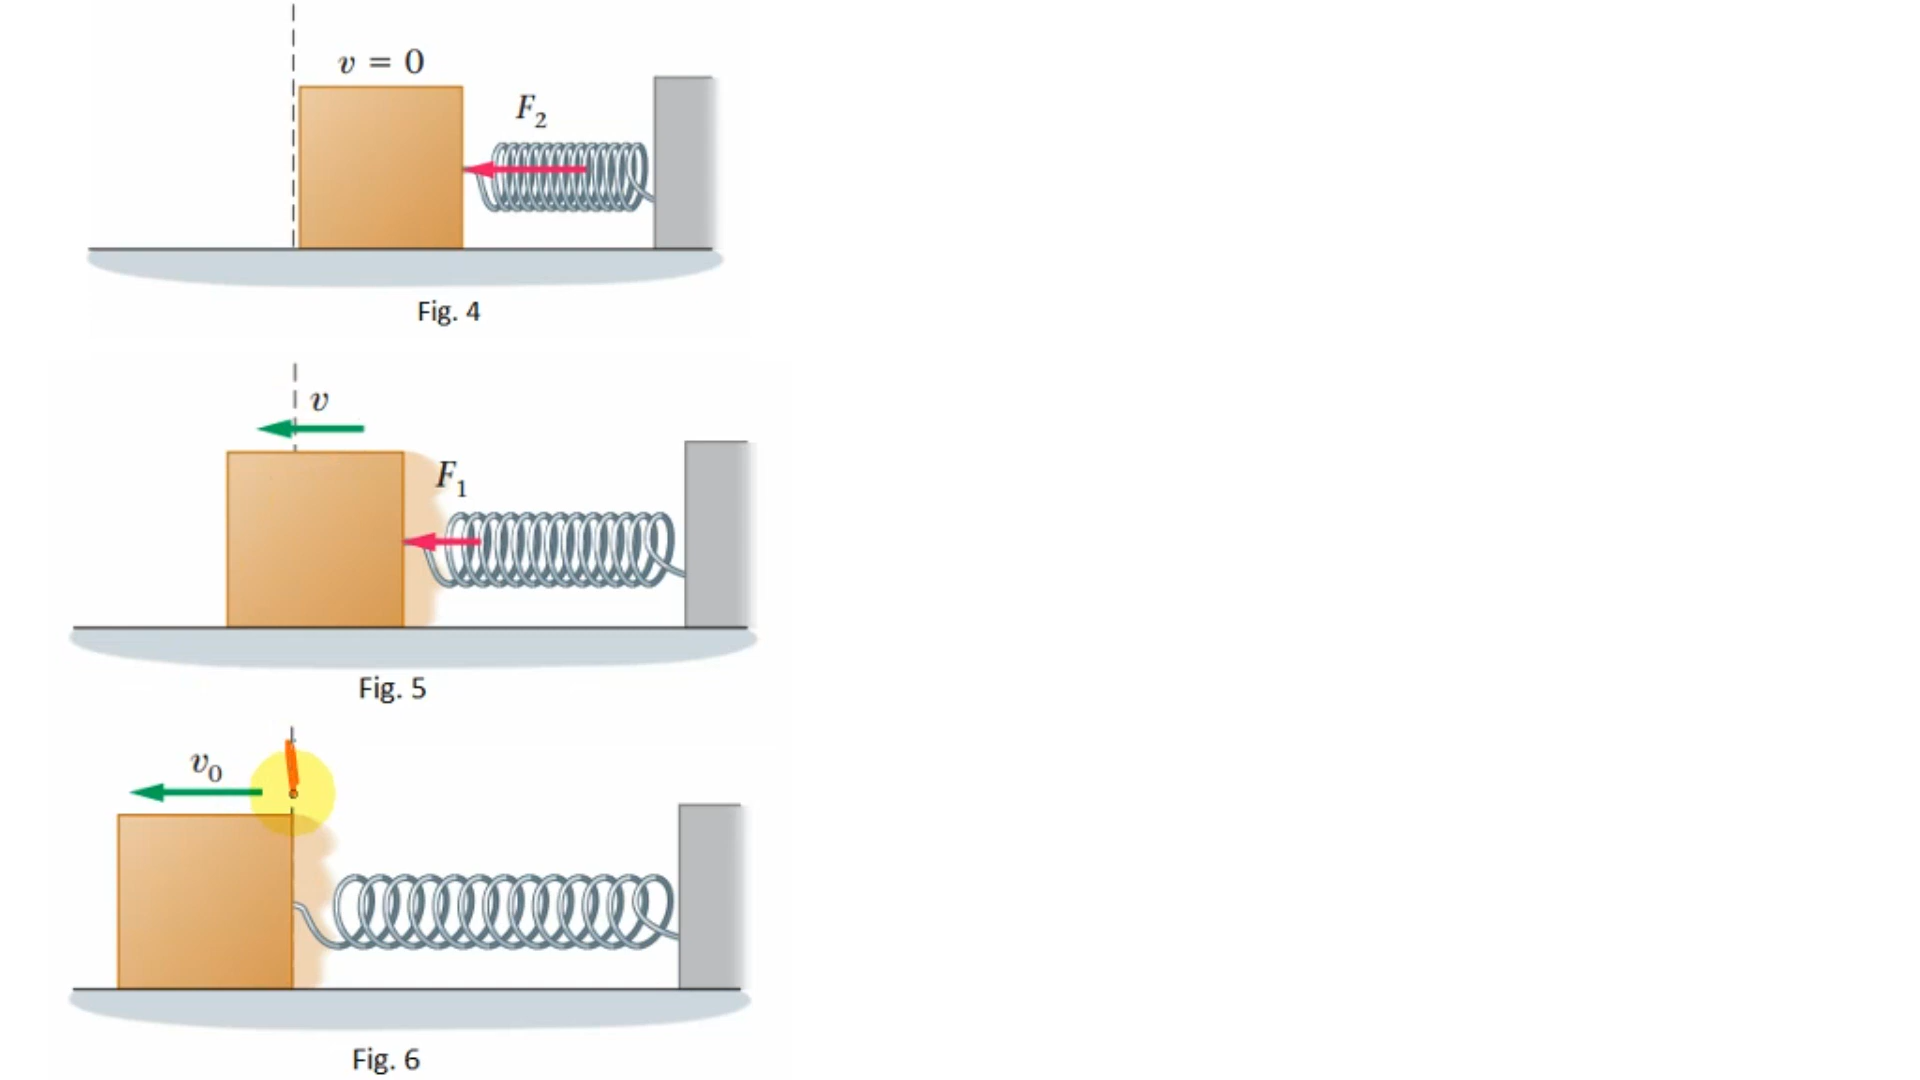 v = 0
F₂
Fig. 4
v
F₁
Fig. 5
v₀
Fig. 6